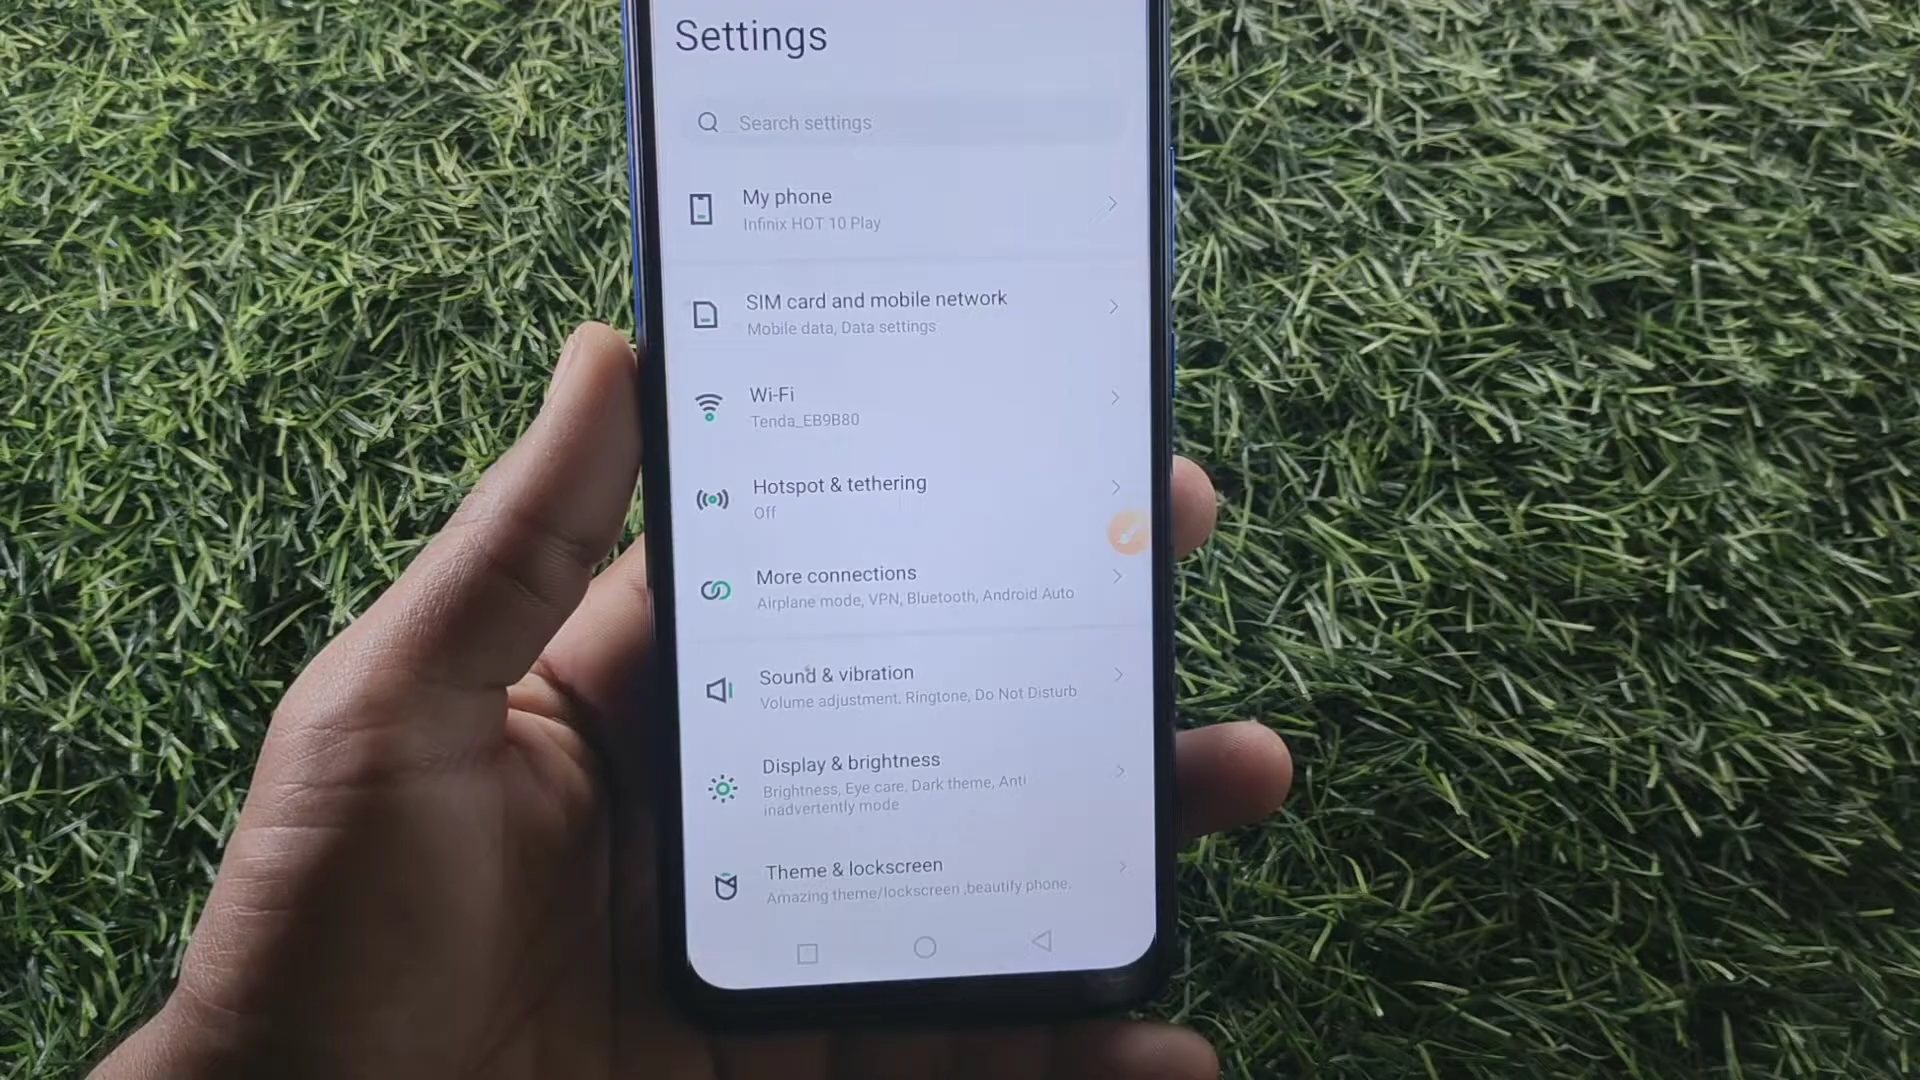 Settings
Search settings
My phone
Infinix HOT 10 Play
SIM card and mobile network
Mobile data, Data settings
Wi-Fi
Tenda_EB9B80
Hotspot & tethering
Off
More connections
Airplane mode, VPN, Bluetooth, Android Auto
Sound & vibration
Volume adjustment, Ringtone, Do Not Disturb
Display & brightness
Brightness, Eye care, Dark theme, Anti
inadvertently mode
Theme & lockscreen
Amazing theme/lockscreen ,beautify phone.